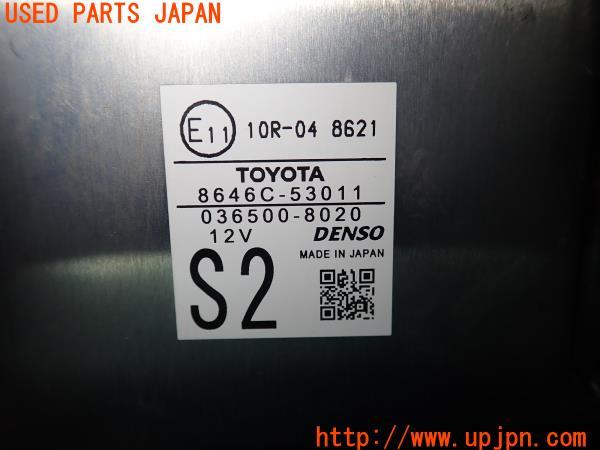 USED PARTS JAPAN
E11 10R-04 8621
TOYOTA
8646C-53011
036500-8020
12V DENSO
MADE IN JAPAN
S2
http://www.upjpn.com/